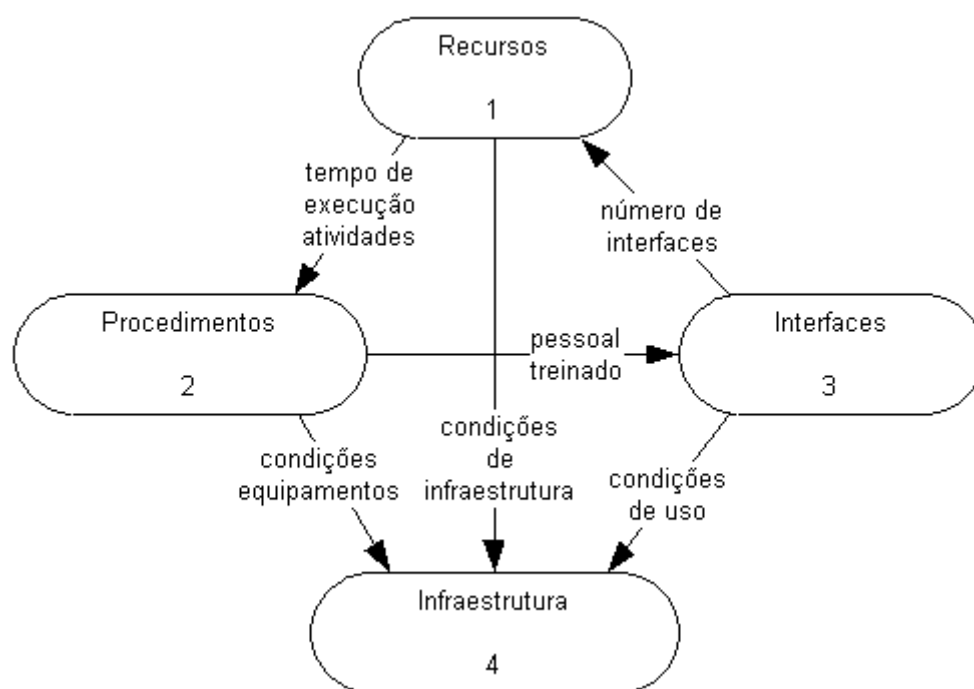 Recursos
1
tempo de
execução
atividades
número de
interfaces
Procedimentos
2
pessoal
treinado
Interfaces
3
condições
equipamentos
condições
de
infraestrutura
condições
de uso
Infraestrutura
4